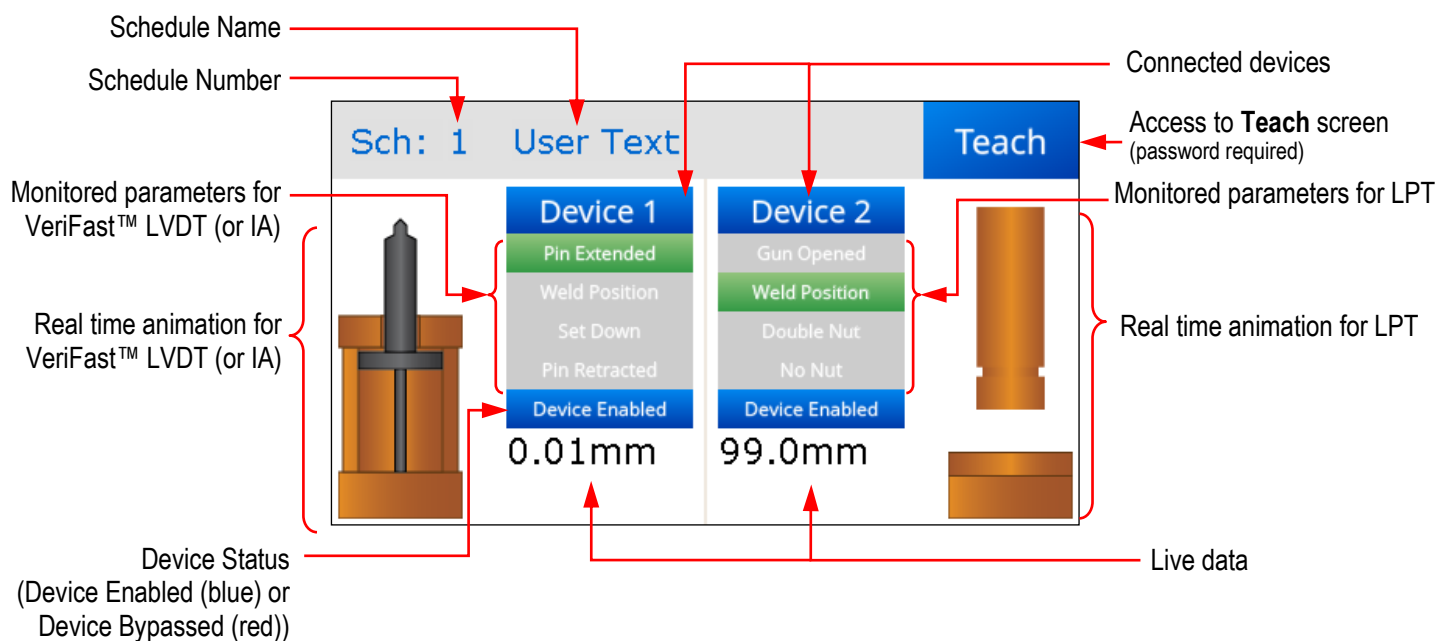 Schedule Name
Schedule Number
Connected devices
Access to Teach screen
(password required)
Sch: 1 User Text
Teach
Monitored parameters for
VeriFast™ LVDT (or IA)
Monitored parameters for LPT
Device 1
Pin Extended
Weld Position
Set Down
Pin Retracted
Device Enabled
0.01mm
Device 2
Gun Opened
Weld Position
Double Nut
No Nut
Device Enabled
99.0mm
Real time animation for
VeriFast™ LVDT (or IA)
Real time animation for LPT
Device Status
(Device Enabled (blue) or
Device Bypassed (red))
Live data